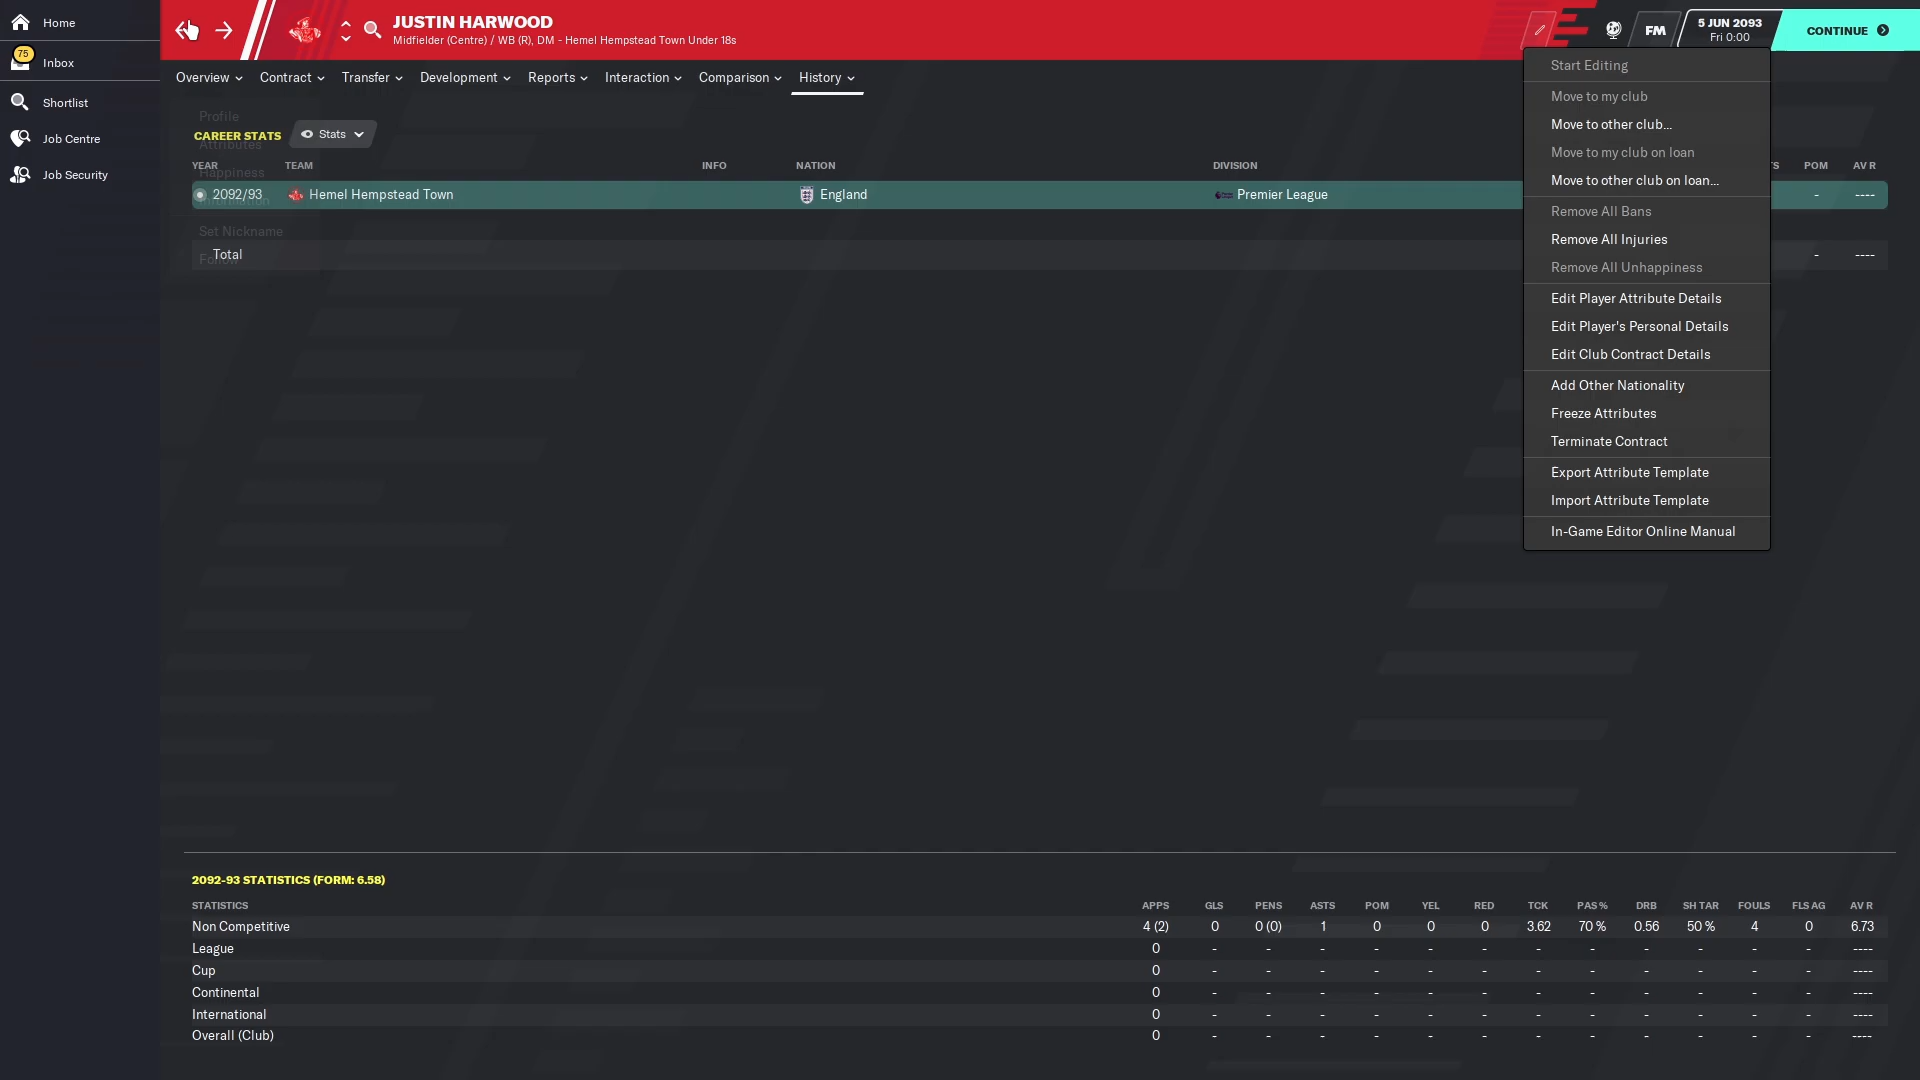 Home
75
Inbox
Shortlist
Job Centre
Job Security
JUSTIN HARWOOD
Midfielder (Centre) / WB (R), DM - Hemel Hempstead Town Under 18s
FM
5 JUN 2093
Fri 0:00
CONTINUE
Overview
Contract
Transfer
Development
Reports
Interaction
Comparison
History
Profile
Attributes
Happiness
Information
Set Nickname
Follow
CAREER STATS
Stats
YEAR TEAM INFO NATION DIVISION POM AV R
2092/93 Hemel Hempstead Town England Premier League - ----
Total - ----
Start Editing
Move to my club
Move to other club...
Move to my club on loan
Move to other club on loan...
Remove All Bans
Remove All Injuries
Remove All Unhappiness
Edit Player Attribute Details
Edit Player's Personal Details
Edit Club Contract Details
Add Other Nationality
Freeze Attributes
Terminate Contract
Export Attribute Template
Import Attribute Template
In-Game Editor Online Manual
2092-93 STATISTICS (FORM: 6.58)
STATISTICS APPS GLS PENS ASTS POM YEL RED TCK PAS % DRB SH TAR FOULS FLS AG AV R
Non Competitive 4 (2) 0 0 (0) 1 0 0 0 3.62 70 % 0.56 50 % 4 0 6.73
League 0 - - - - - - - - - - - - ----
Cup 0 - - - - - - - - - - - - ----
Continental 0 - - - - - - - - - - - - ----
International 0 - - - - - - - - - - - - ----
Overall (Club) 0 - - - - - - - - - - - - ----